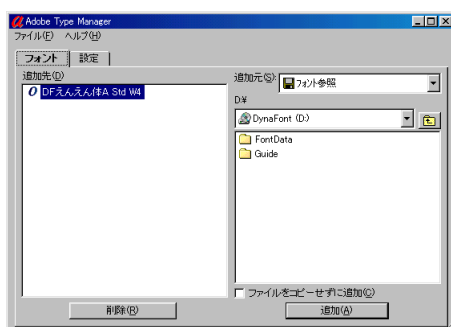 Adobe Type Manager
ファイル(F) ヘルプ(H)
フォント 設定
追加先(D)
DFえんえん体A Std W4
追加元(S): フォント参照
D:¥
DynaFont (D:)
FontData
Guide
ファイルをコピーせずに追加(C)
削除(R)
追加(A)